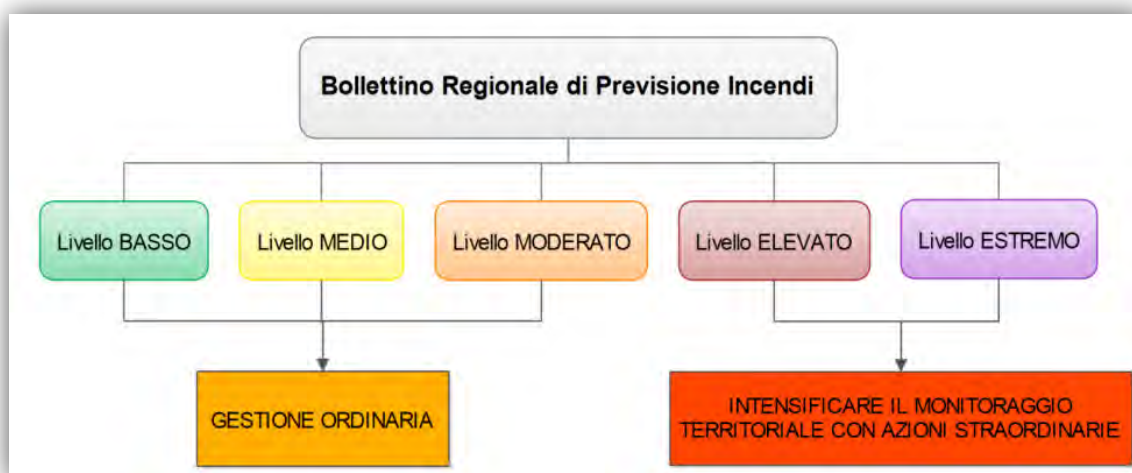 Bollettino Regionale di Previsione Incendi
Livello BASSO
Livello MEDIO
Livello MODERATO
Livello ELEVATO
Livello ESTREMO
GESTIONE ORDINARIA
INTENSIFICARE IL MONITORAGGIO
TERRITORIALE CON AZIONI STRAORDINARIE